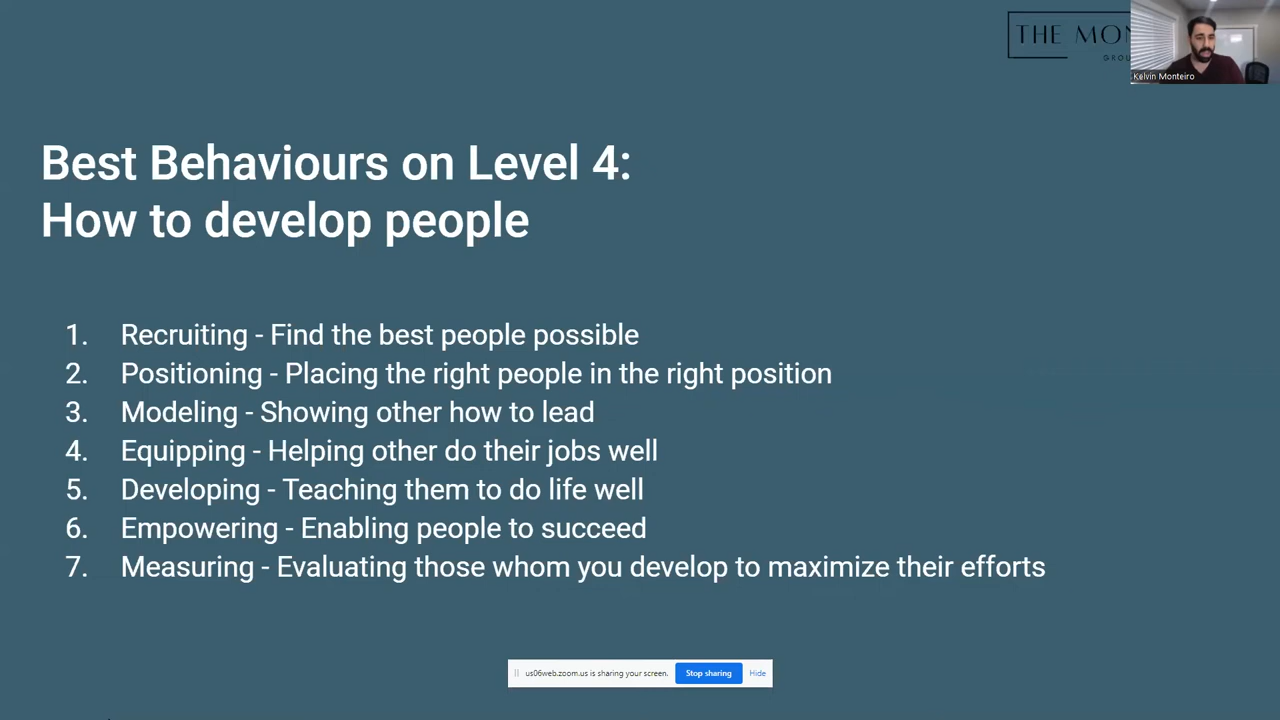 THE MON
GROU
Kelvin Monteiro
Best Behaviours on Level 4:
How to develop people
1. Recruiting - Find the best people possible
2. Positioning - Placing the right people in the right position
3. Modeling - Showing other how to lead
4. Equipping - Helping other do their jobs well
5. Developing - Teaching them to do life well
6. Empowering - Enabling people to succeed
7. Measuring - Evaluating those whom you develop to maximize their efforts
us06web.zoom.us is sharing your screen. Stop sharing Hide